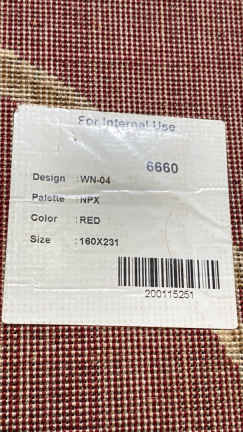 For Internal Use
6660
Design : WN-04
Palette : NPX
Color : RED
Size : 160X231
200115251